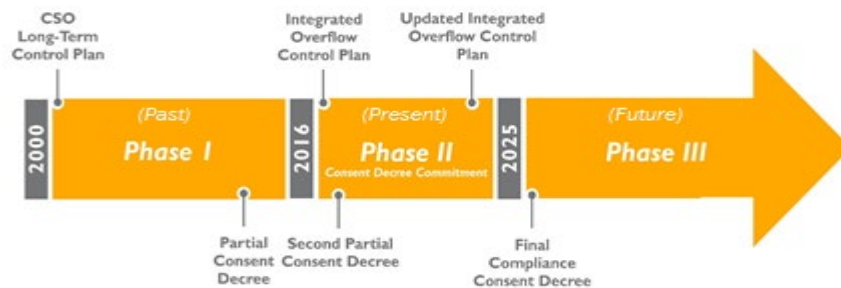 CSO
Long-Term
Control Plan
Integrated
Overflow
Control Plan
Updated Integrated
Overflow Control
Plan
2000
(Past)
Phase I
2016
(Present)
Phase II
Consent Decree Commitment
2025
(Future)
Phase III
Partial
Consent
Decree
Second Partial
Consent Decree
Final
Compliance
Consent Decree